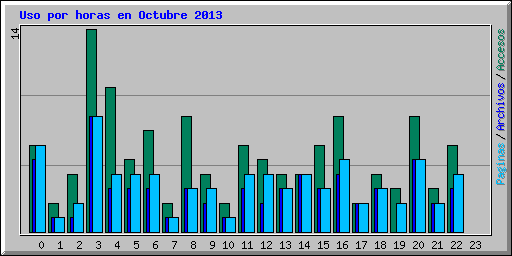 Uso por horas en Octubre 2013
14
Paginas / Archivos / Accesos
0 1 2 3 4 5 6 7 8 9 10 11 12 13 14 15 16 17 18 19 20 21 22 23